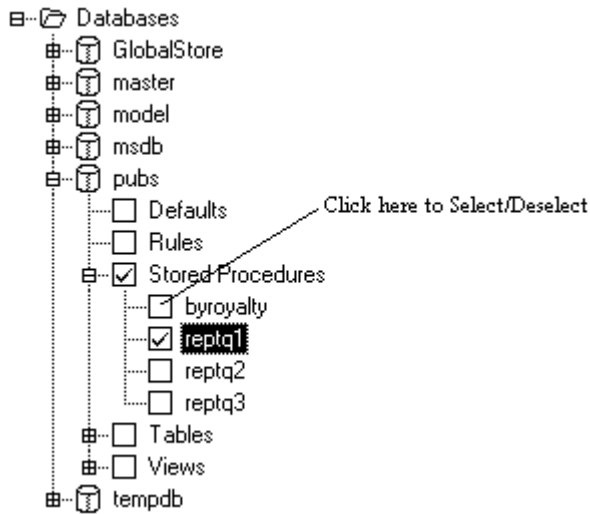 Databases
GlobalStore
master
model
msdb
pubs
Defaults
Click here to Select/Deselect
Rules
Stored Procedures
byroyalty
reptq1
reptq2
reptq3
Tables
Views
tempdb